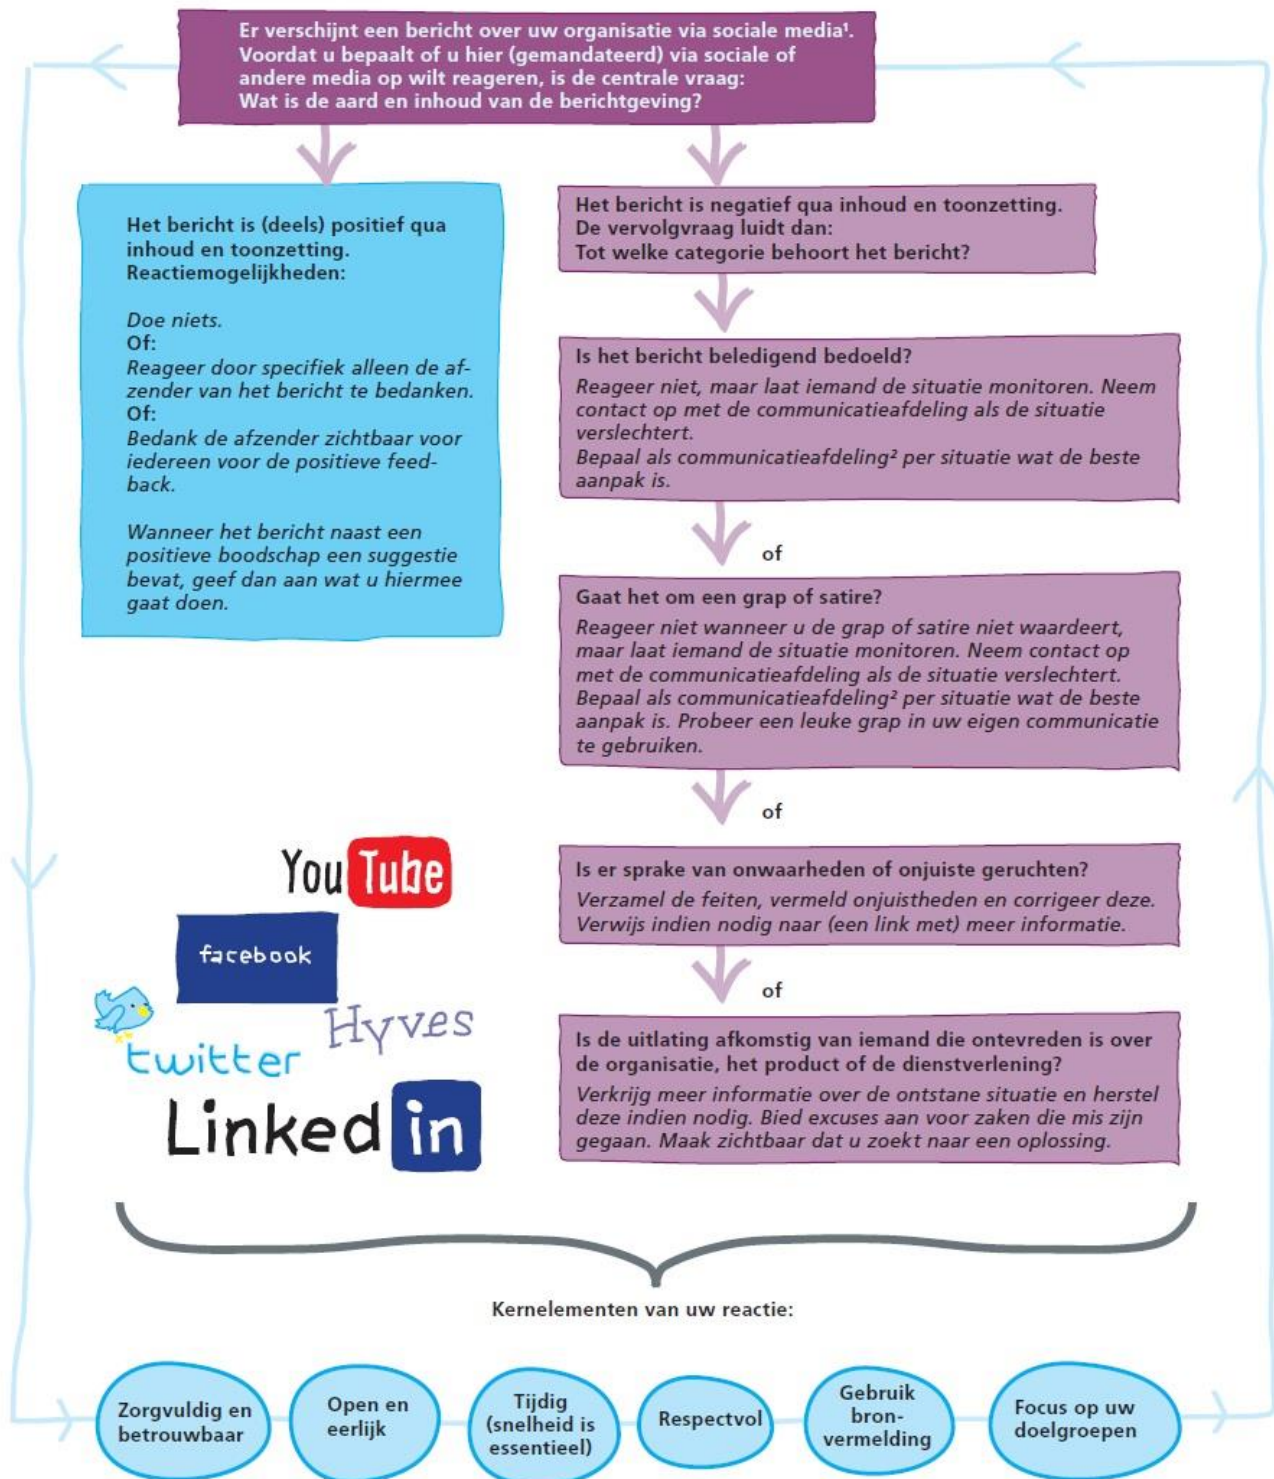 Er verschijnt een bericht over uw organisatie via sociale media¹.
Voordat u bepaalt of u hier (gemandateerd) via sociale of
andere media op wilt reageren, is de centrale vraag:
Wat is de aard en inhoud van de berichtgeving?
Het bericht is (deels) positief qua
inhoud en toonzetting.
Reactiemogelijkheden:
Doe niets.
Of:
Reageer door specifiek alleen de af-
zender van het bericht te bedanken.
Of:
Bedank de afzender zichtbaar voor
iedereen voor de positieve feed-
back.
Wanneer het bericht naast een
positieve boodschap een suggestie
bevat, geef dan aan wat u hiermee
gaat doen.
Het bericht is negatief qua inhoud en toonzetting.
De vervolgvraag luidt dan:
Tot welke categorie behoort het bericht?
Is het bericht beledigend bedoeld?
Reageer niet, maar laat iemand de situatie monitoren. Neem
contact op met de communicatieafdeling als de situatie
verslechtert.
Bepaal als communicatieafdeling² per situatie wat de beste
aanpak is.
of
Gaat het om een grap of satire?
Reageer niet wanneer u de grap of satire niet waardeert,
maar laat iemand de situatie monitoren. Neem contact op
met de communicatieafdeling als de situatie verslechtert.
Bepaal als communicatieafdeling² per situatie wat de beste
aanpak is. Probeer een leuke grap in uw eigen communicatie
te gebruiken.
of
Is er sprake van onwaarheden of onjuiste geruchten?
Verzamel de feiten, vermeld onjuistheden en corrigeer deze.
Verwijs indien nodig naar (een link met) meer informatie.
of
Is de uitlating afkomstig van iemand die ontevreden is over
de organisatie, het product of de dienstverlening?
Verkrijg meer informatie over de ontstane situatie en herstel
deze indien nodig. Bied excuses aan voor zaken die mis zijn
gegaan. Maak zichtbaar dat u zoekt naar een oplossing.
YouTube
facebook
Hyves
twitter
Linked in
Kernelementen van uw reactie:
Zorgvuldig en
betrouwbaar
Open en
eerlijk
Tijdig
(snelheid is
essentieel)
Respectvol
Gebruik
bron-
vermelding
Focus op uw
doelgroepen